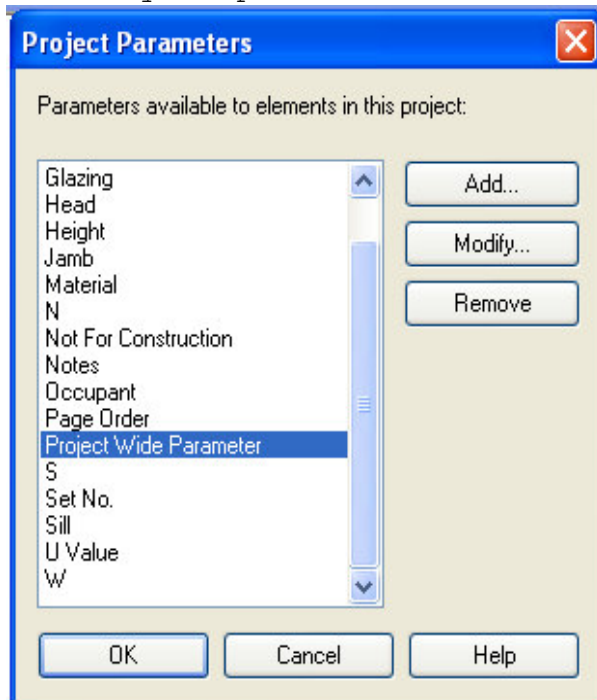 Project Parameters
Parameters available to elements in this project:
Glazing
Head
Height
Jamb
Material
N
Not For Construction
Notes
Occupant
Page Order
Project Wide Parameter
S
Set No.
Sill
U Value
W
Add...
Modify...
Remove
OK
Cancel
Help